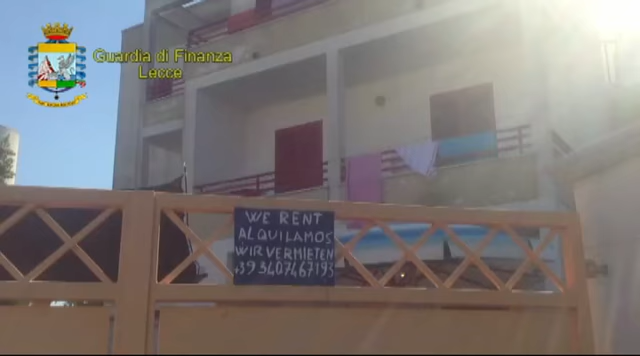 Guardia di Finanza
Lecce
WE RENT
ALQUILAMOS
WIR VERMIETEN
+39 3407467193